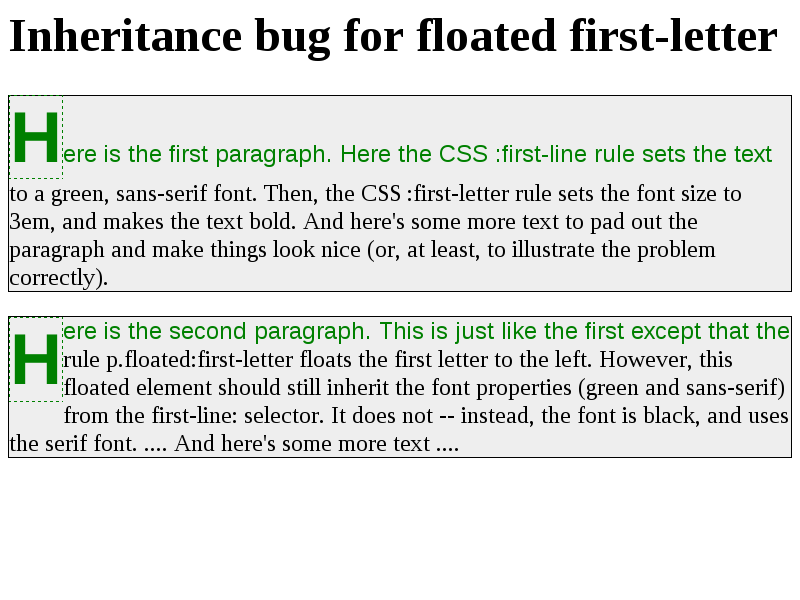 Inheritance bug for floated first-letter
Here is the first paragraph. Here the CSS :first-line rule sets the text
to a green, sans-serif font. Then, the CSS :first-letter rule sets the font size to
3em, and makes the text bold. And here's some more text to pad out the
paragraph and make things look nice (or, at least, to illustrate the problem
correctly).
Here is the second paragraph. This is just like the first except that the
rule p.floated:first-letter floats the first letter to the left. However, this
floated element should still inherit the font properties (green and sans-serif)
from the first-line: selector. It does not -- instead, the font is black, and uses
the serif font. .... And here's some more text ....